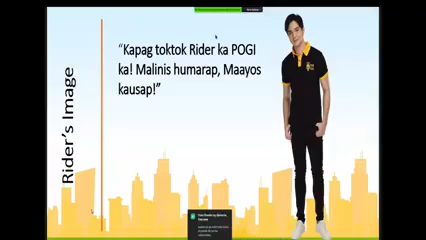 Rider's Image
“Kapag toktok Rider ka POGI
ka! Malinis humarap, Maayos
kausap!”